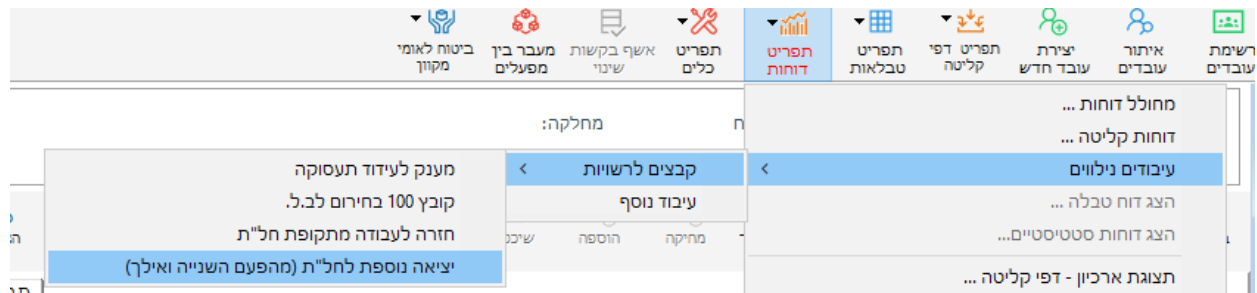 רשימת עובדים
איתור עובדים
יצירת עובד חדש
תפריט דפי קליטה
תפריט טבלאות
תפריט דוחות
תפריט כלים
אשף בקשות שינוי
מעבר בין מפעלים
ביטוח לאומי מקוון
מחלקה:
מחולל דוחות ...
דוחות קליטה ...
עיבודים נילווים
הצג דוח טבלה ...
הצג דוחות סטטיסטיים...
תצוגת ארכיון - דפי קליטה ...
קבצים לרשויות
עיבוד נוסף
מענק לעידוד תעסוקה
קובץ 100 בחירום לב.ל.
חזרה לעבודה מתקופת חל"ת
יציאה נוספת לחל"ת (מהפעם השנייה ואילך)
מחיקה
הוספה